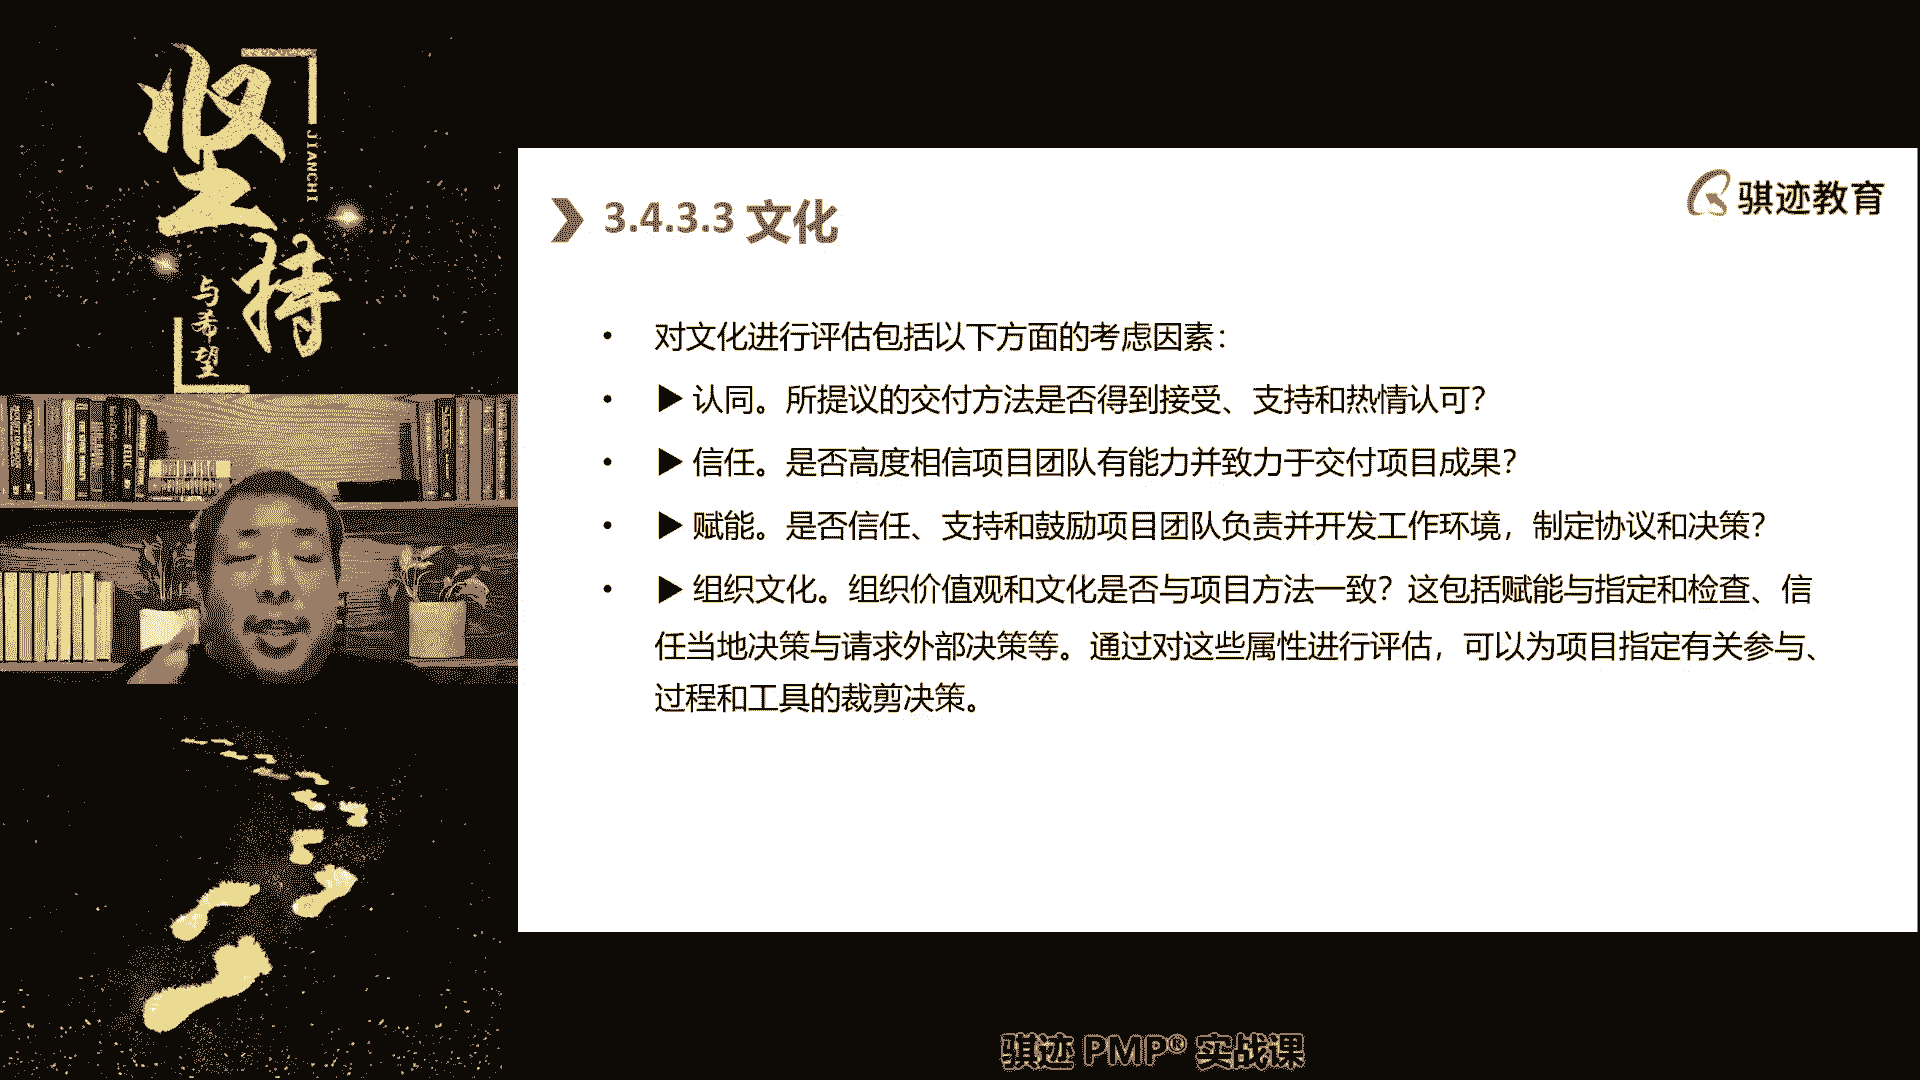 坚持
JIANCHI
与希望
骐迹教育
3.4.3.3 文化
• 对文化进行评估包括以下方面的考虑因素：
• ▶ 认同。所提议的交付方法是否得到接受、支持和热情认可？
• ▶ 信任。是否高度相信项目团队有能力并致力于交付项目成果？
• ▶ 赋能。是否信任、支持和鼓励项目团队负责并开发工作环境，制定协议和决策？
• ▶ 组织文化。组织价值观和文化是否与项目方法一致？这包括赋能与指定和检查、信
任当地决策与请求外部决策等。通过对这些属性进行评估，可以为项目指定有关参与、
过程和工具的裁剪决策。
骐迹 PMP® 实战课